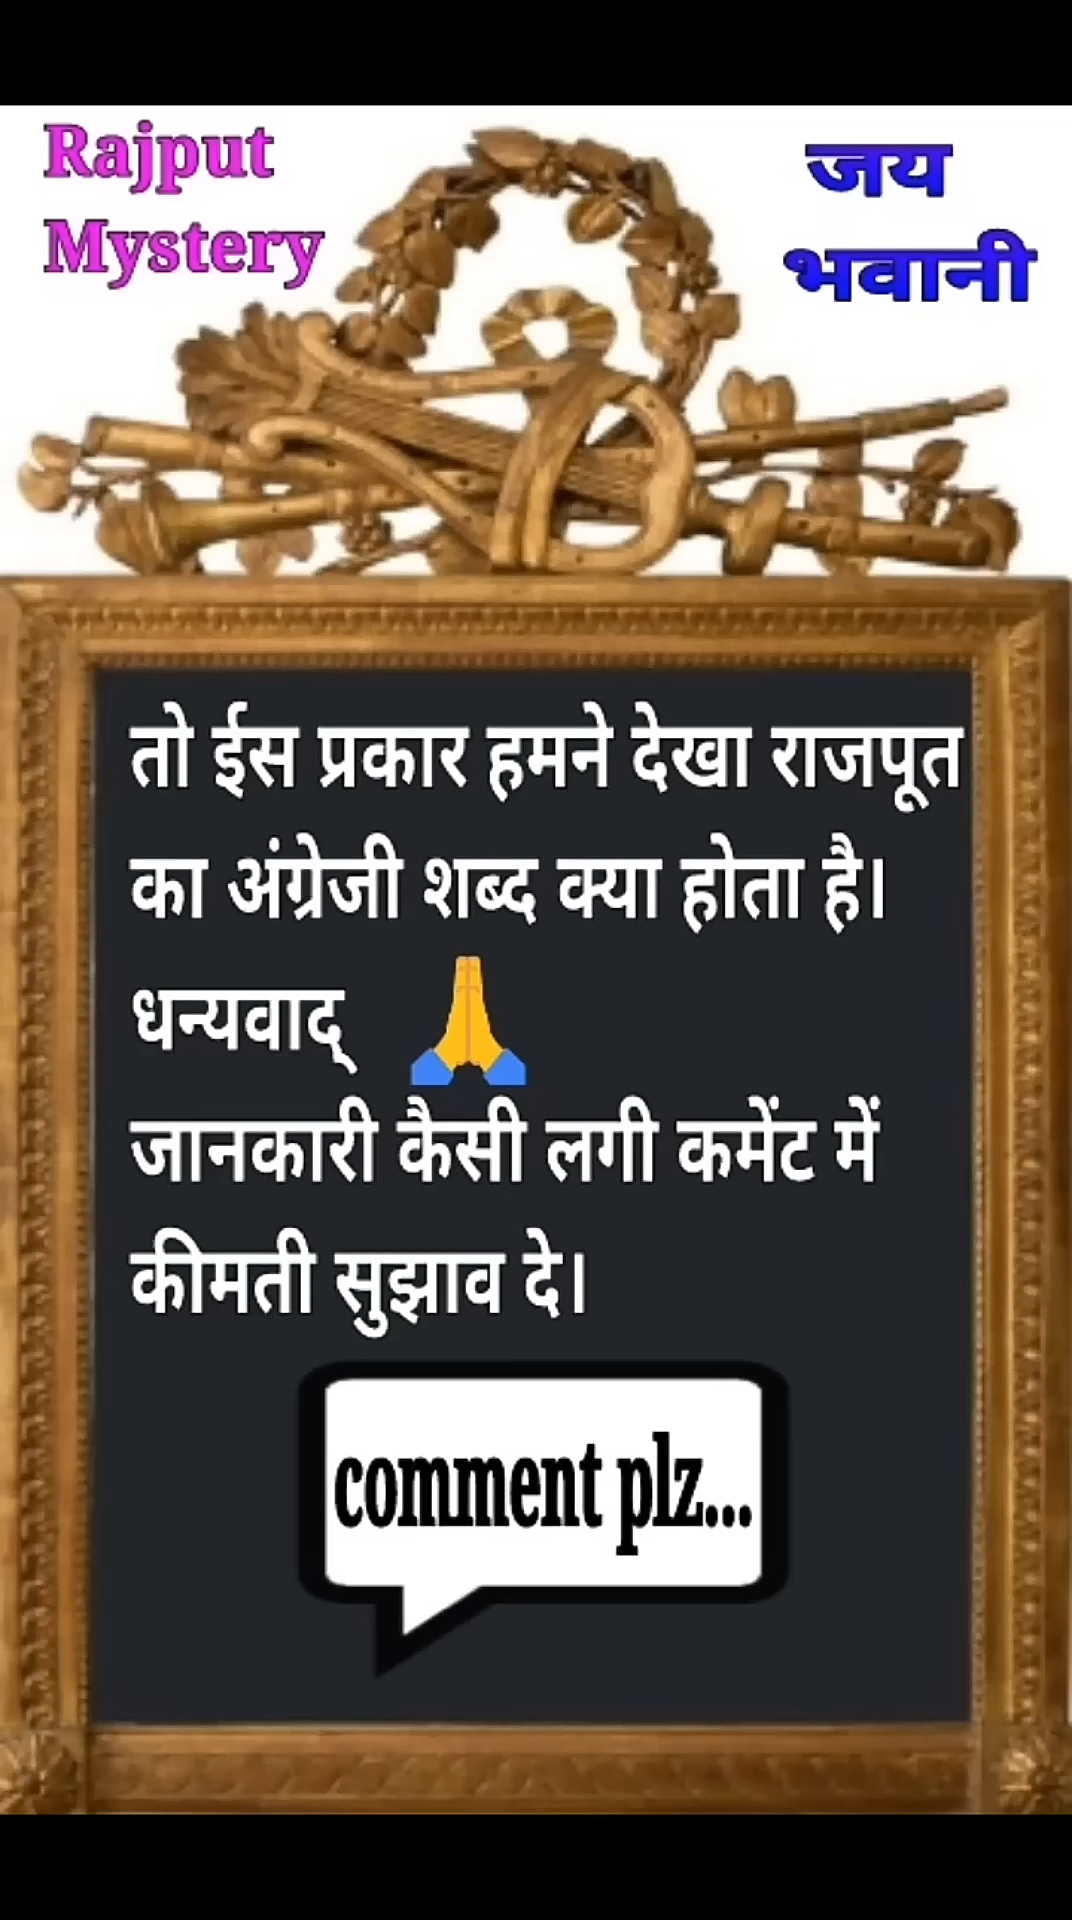 Rajput
Mystery
जय
भवानी
तो ईस प्रकार हमने देखा राजपूत
का अंग्रेजी शब्द क्या होता है।
धन्यवाद् 🙏
जानकारी कैसी लगी कमेंट में
कीमती सुझाव दे।
comment plz...